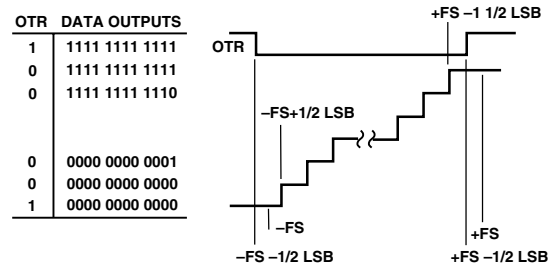 OTR DATA OUTPUTS
1 1111 1111 1111
0 1111 1111 1111
0 1111 1111 1110
0 0000 0000 0001
0 0000 0000 0000
1 0000 0000 0000
+FS –1 1/2 LSB
OTR
–FS+1/2 LSB
–FS
+FS
–FS –1/2 LSB
+FS –1/2 LSB